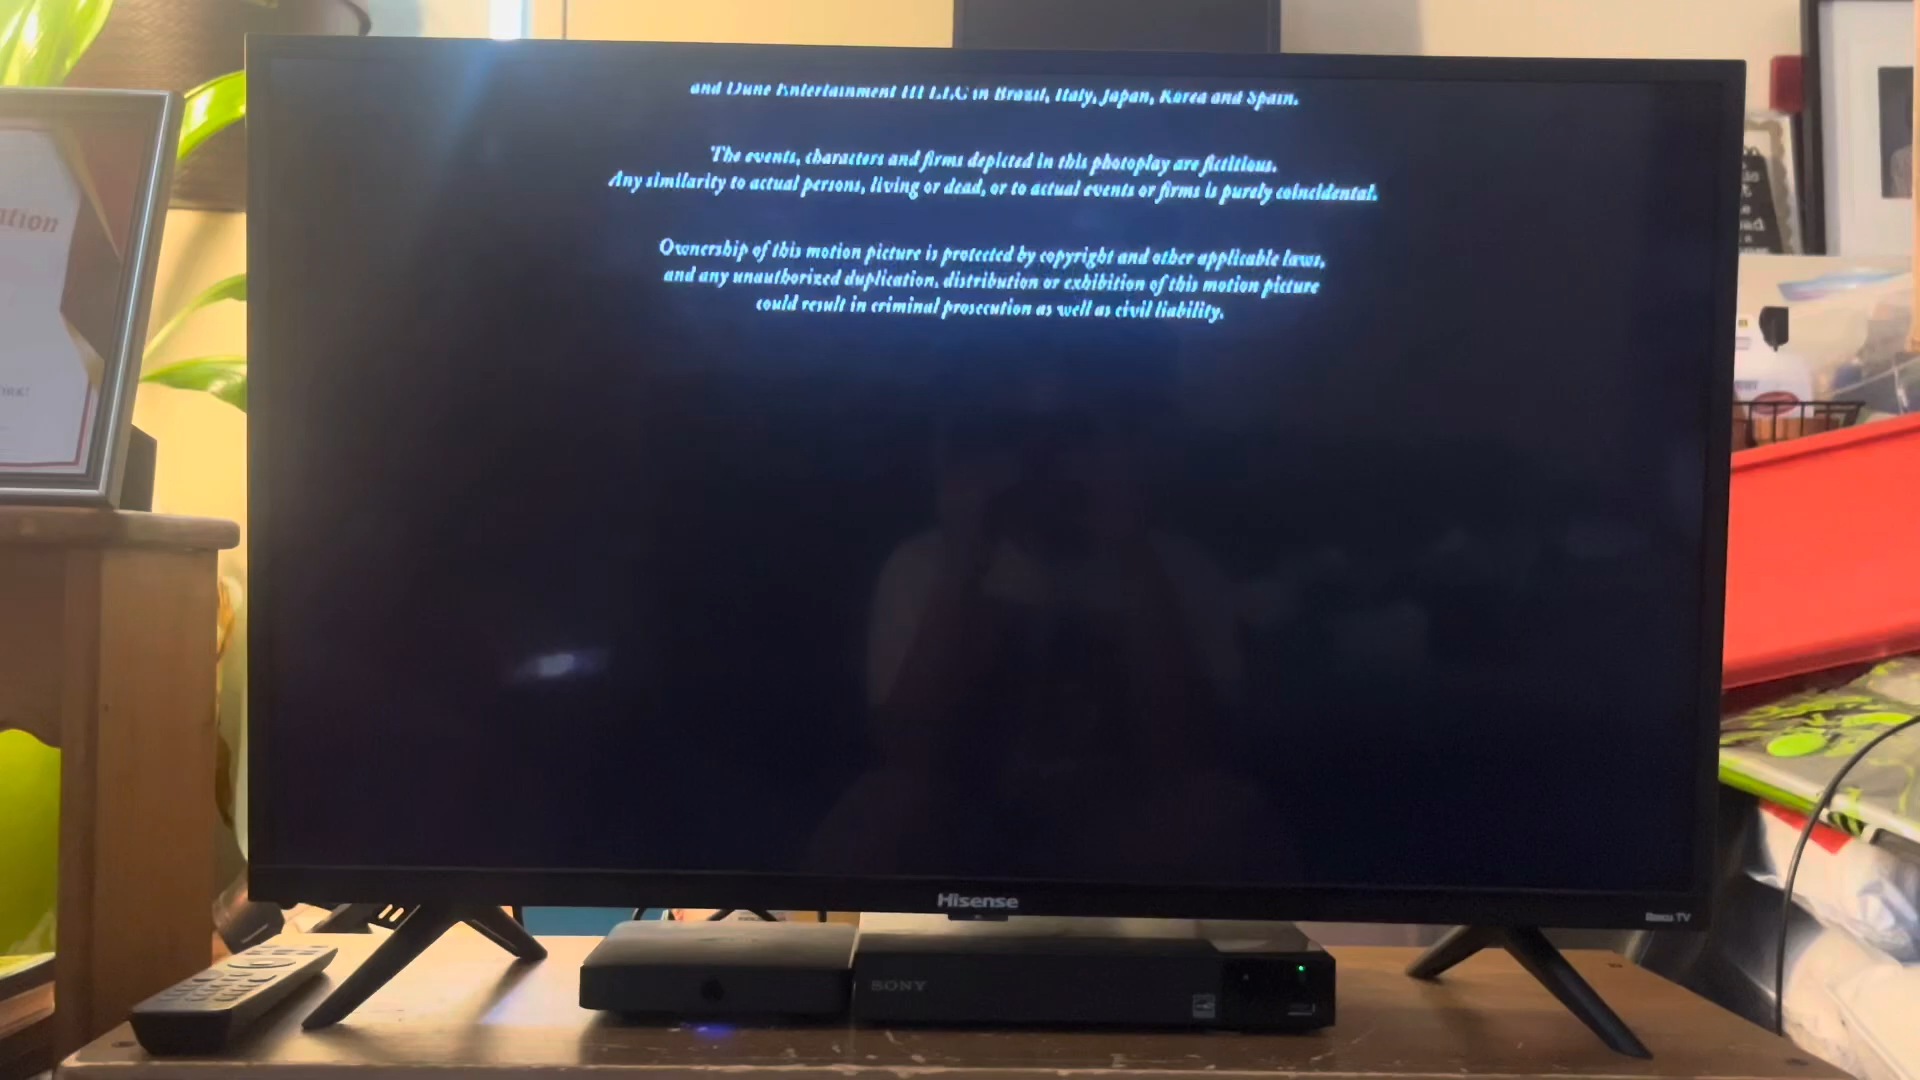 and Dune Entertainment III LLC in Brazil, Italy, Japan, Korea and Spain.
The events, characters and firms depicted in this photoplay are fictitious.
Any similarity to actual persons, living or dead, or to actual events or firms is purely coincidental.
Ownership of this motion picture is protected by copyright and other applicable laws,
and any unauthorized duplication, distribution or exhibition of this motion picture
could result in criminal prosecution as well as civil liability.
Hisense
Roku TV
SONY